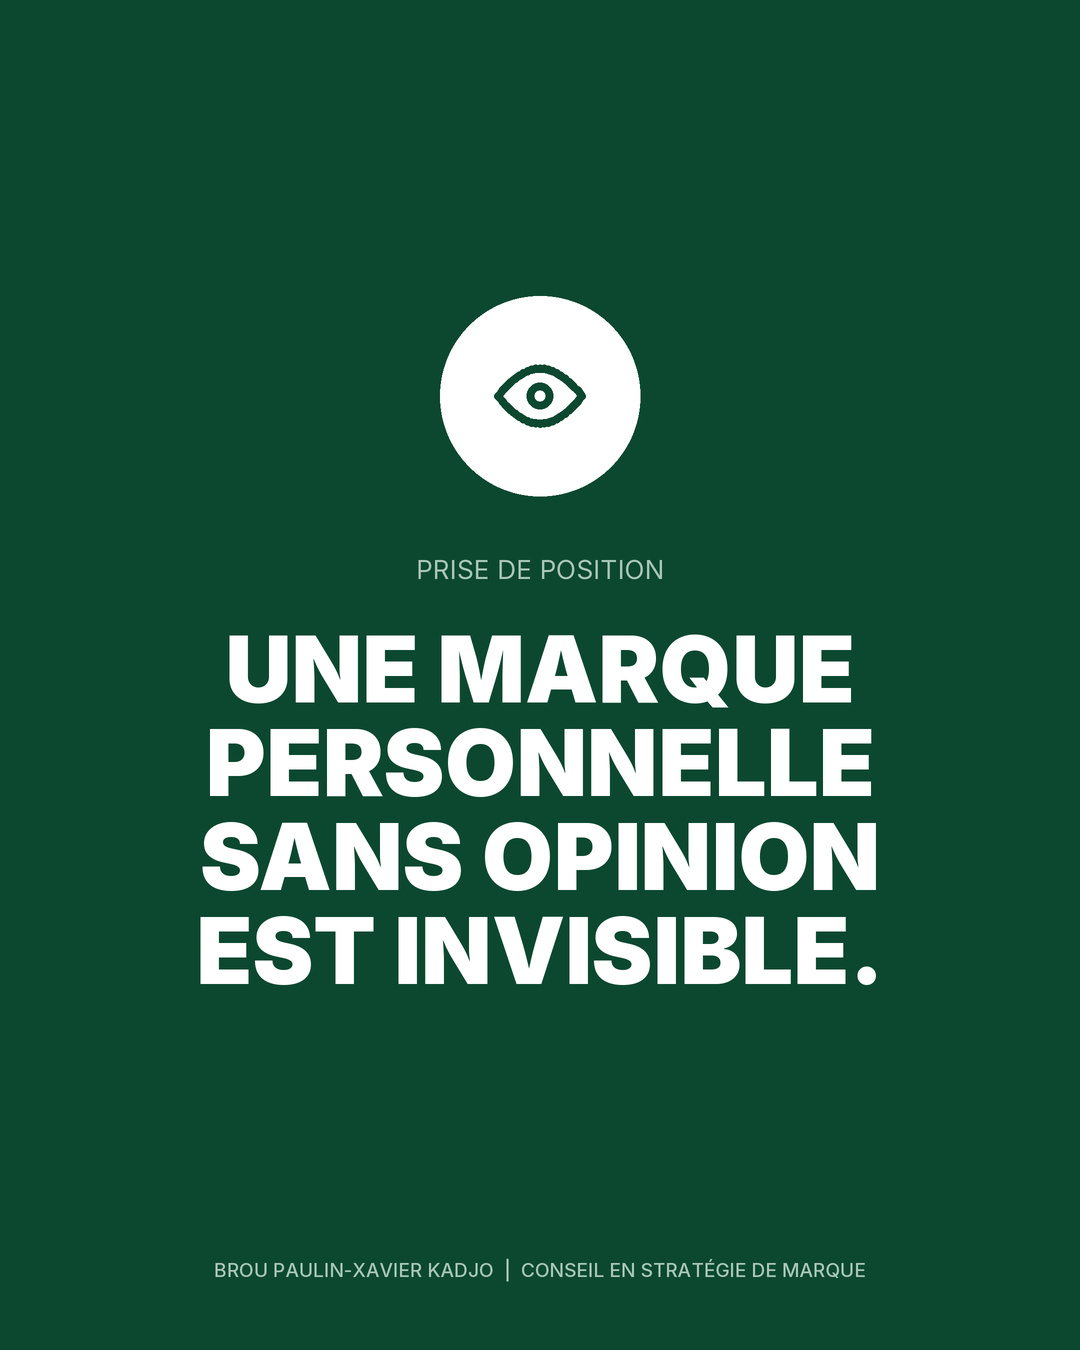 PRISE DE POSITION
UNE MARQUE
PERSONNELLE
SANS OPINION
EST INVISIBLE.
BROU PAULIN-XAVIER KADJO | CONSEIL EN STRATÉGIE DE MARQUE